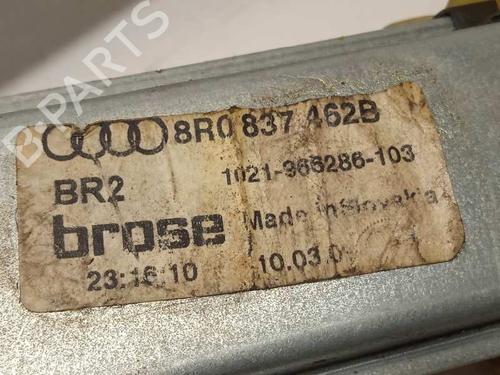 B-PARTS
8R0 837 462B
BR2 1021-366286-103
brose Made in Slovakia
23:16:10 10.03.0